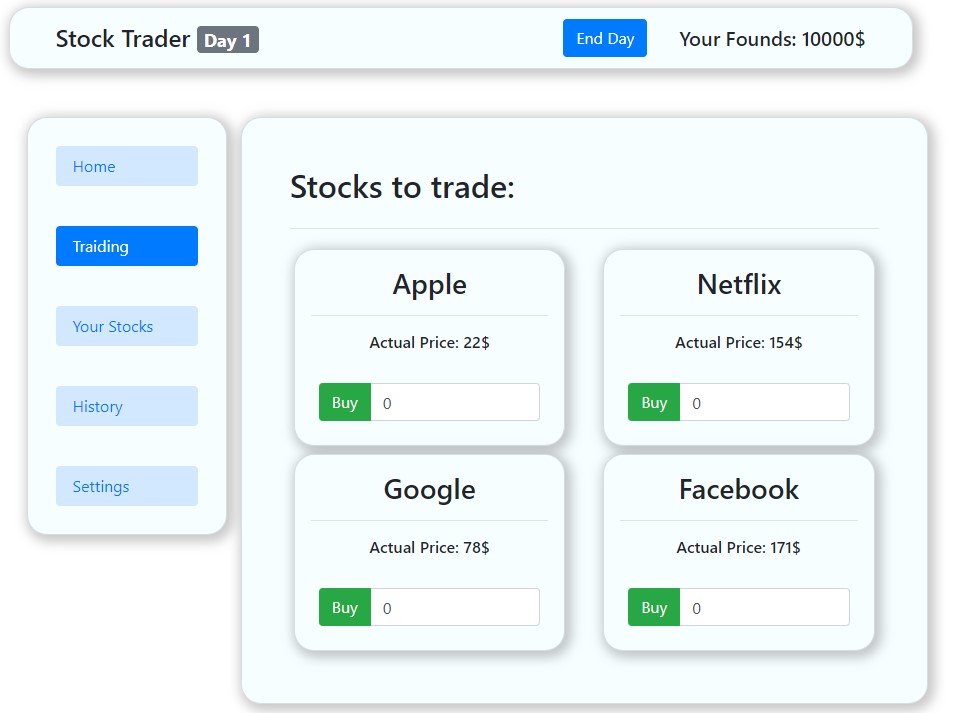 Stock Trader Day 1
End Day
Your Founds: 10000$
Home
Traiding
Your Stocks
History
Settings
Stocks to trade:
Apple
Actual Price: 22$
Buy 0
Netflix
Actual Price: 154$
Buy 0
Google
Actual Price: 78$
Buy 0
Facebook
Actual Price: 171$
Buy 0